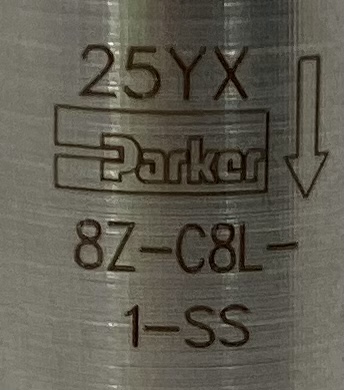 25YX
Parker
8Z-C8L-
1-SS